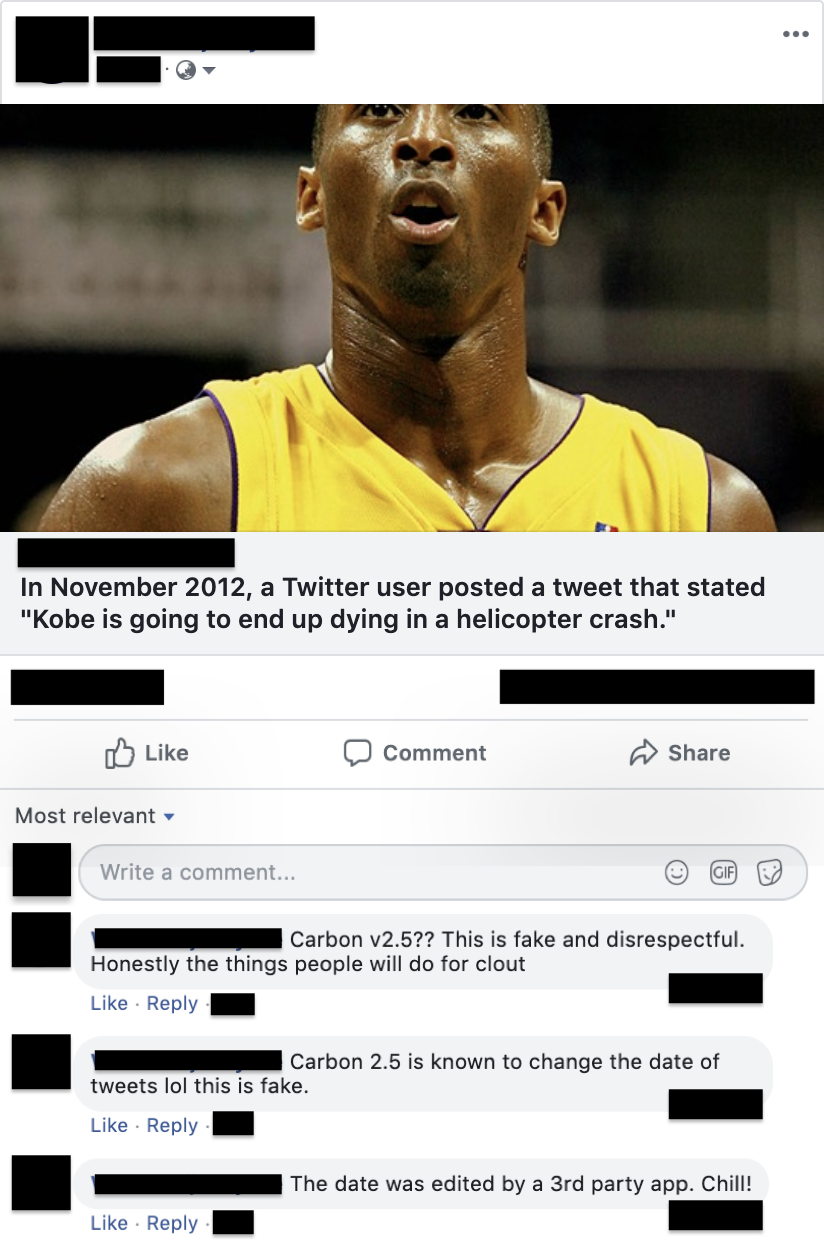 In November 2012, a Twitter user posted a tweet that stated
"Kobe is going to end up dying in a helicopter crash."
Like
Comment
Share
Most relevant
Write a comment...
GIF
Carbon v2.5?? This is fake and disrespectful.
Honestly the things people will do for clout
Like · Reply ·
Carbon 2.5 is known to change the date of
tweets lol this is fake.
Like · Reply ·
The date was edited by a 3rd party app. Chill!
Like · Reply ·